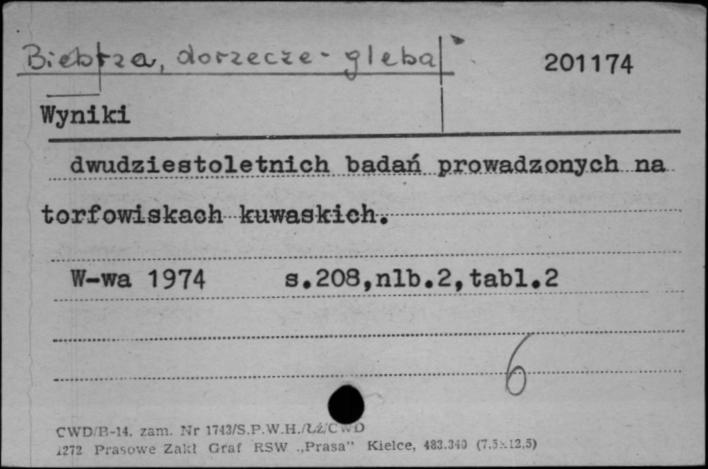 Biebrza, dorzecze - gleba
201174
Wyniki
dwudziestoletnich badań prowadzonych na
torfowiskach kuwaskich.
W-wa 1974 s.208,nlb.2,tabl.2
6
CWD/B-14. zam. Nr 1743/S.P.W.H./Łź/CWD
1272 Prasowe Zakł Graf RSW „Prasa" Kielce, 483.340 (7.5x12.5)